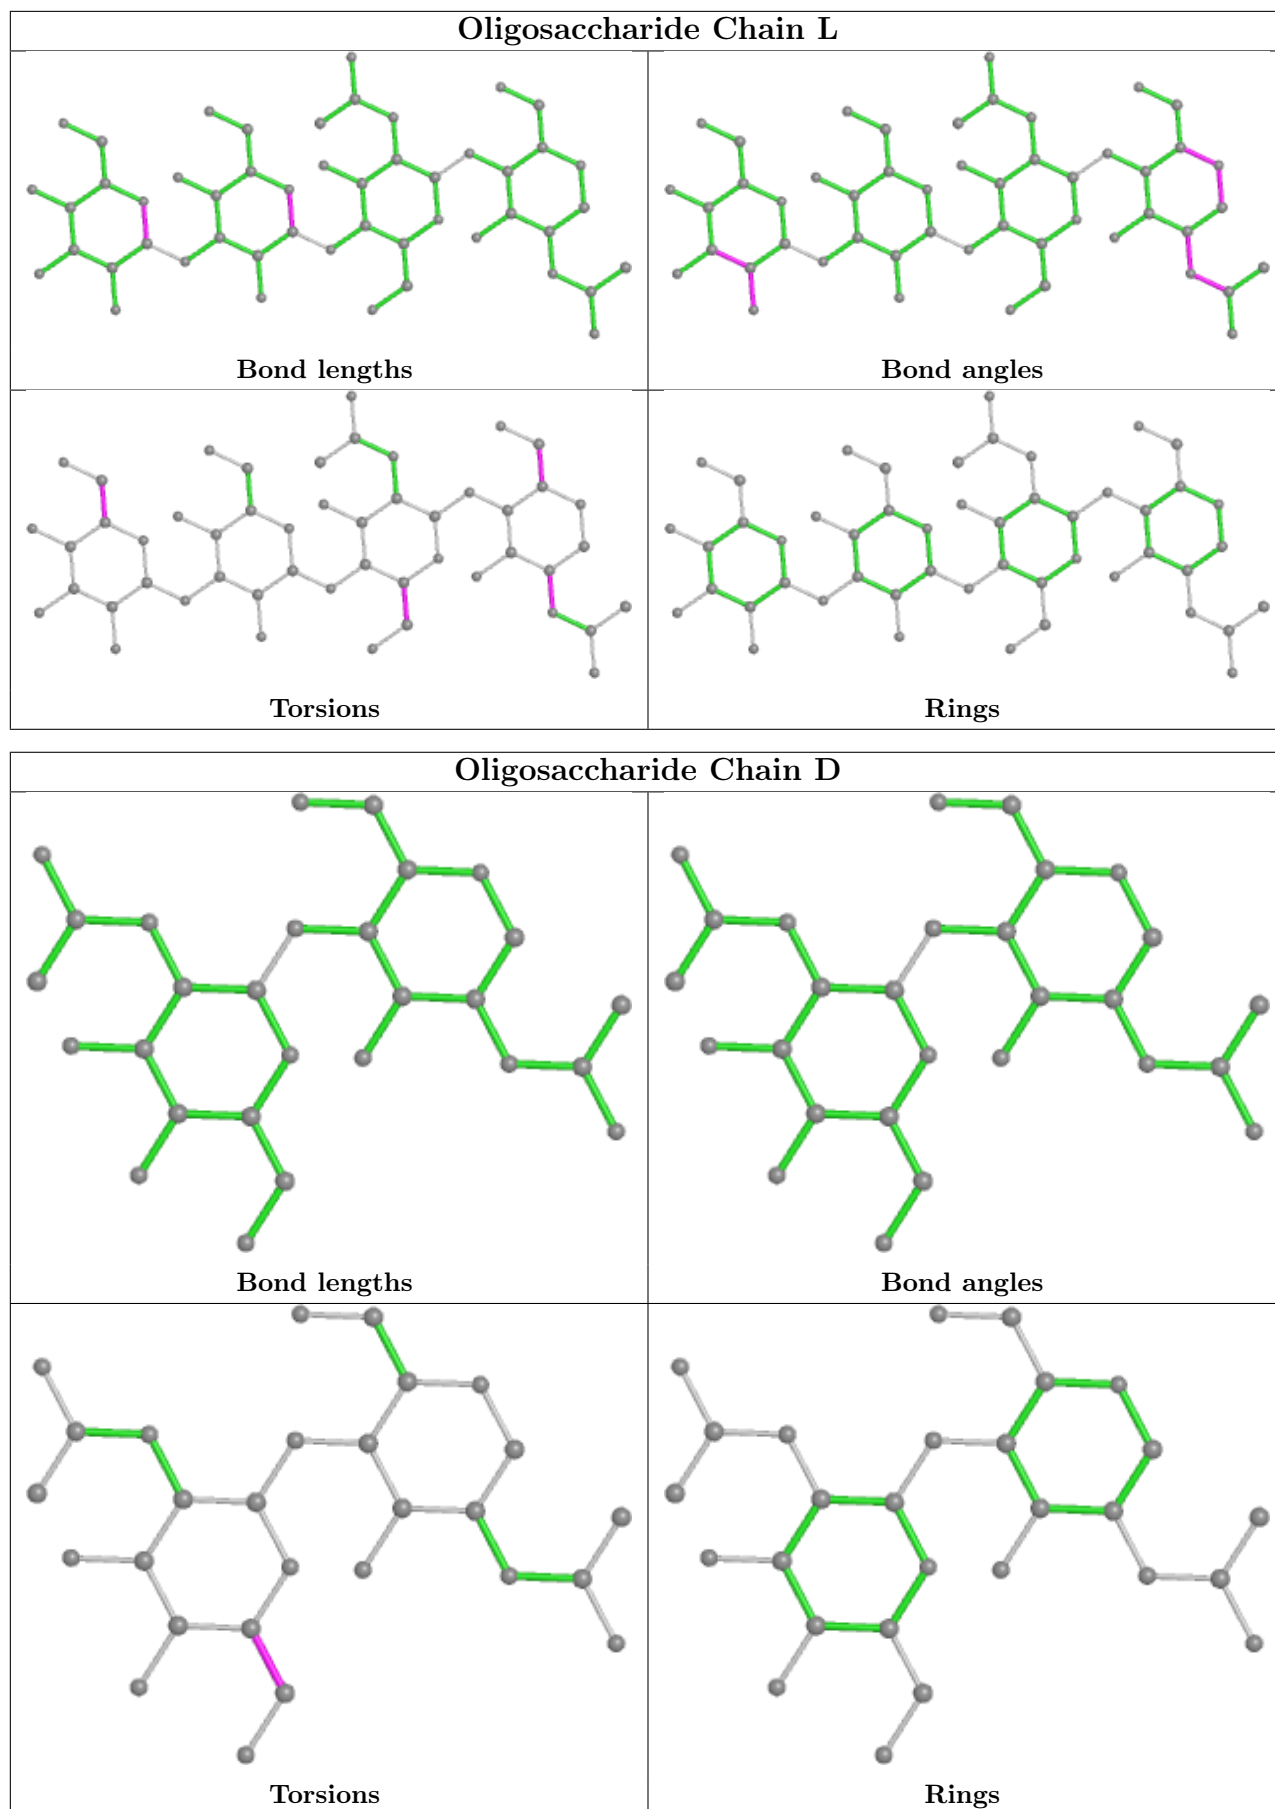 Oligosaccharide Chain L
Bond lengths
Bond angles
Torsions
Rings
Oligosaccharide Chain D
Bond lengths
Bond angles
Torsions
Rings